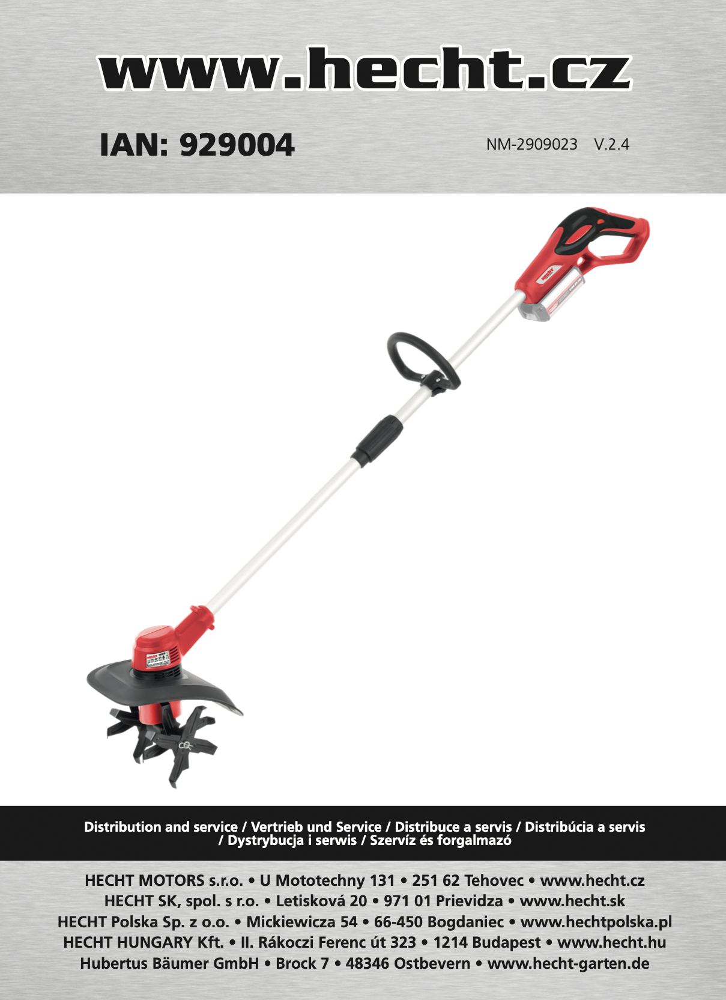 www.hecht.cz
IAN: 929004
NM-2909023 V.2.4
HECHT
HECHT
Distribution and service / Vertrieb und Service / Distribuce a servis / Distribúcia a servis
/ Dystrybucja i serwis / Szervíz és forgalmazó
HECHT MOTORS s.r.o. • U Mototechny 131 • 251 62 Tehovec • www.hecht.cz
HECHT SK, spol. s r.o. • Letisková 20 • 971 01 Prievidza • www.hecht.sk
HECHT Polska Sp. z o.o. • Mickiewicza 54 • 66-450 Bogdaniec • www.hechtpolska.pl
HECHT HUNGARY Kft. • II. Rákoczi Ferenc út 323 • 1214 Budapest • www.hecht.hu
Hubertus Bäumer GmbH • Brock 7 • 48346 Ostbevern • www.hecht-garten.de